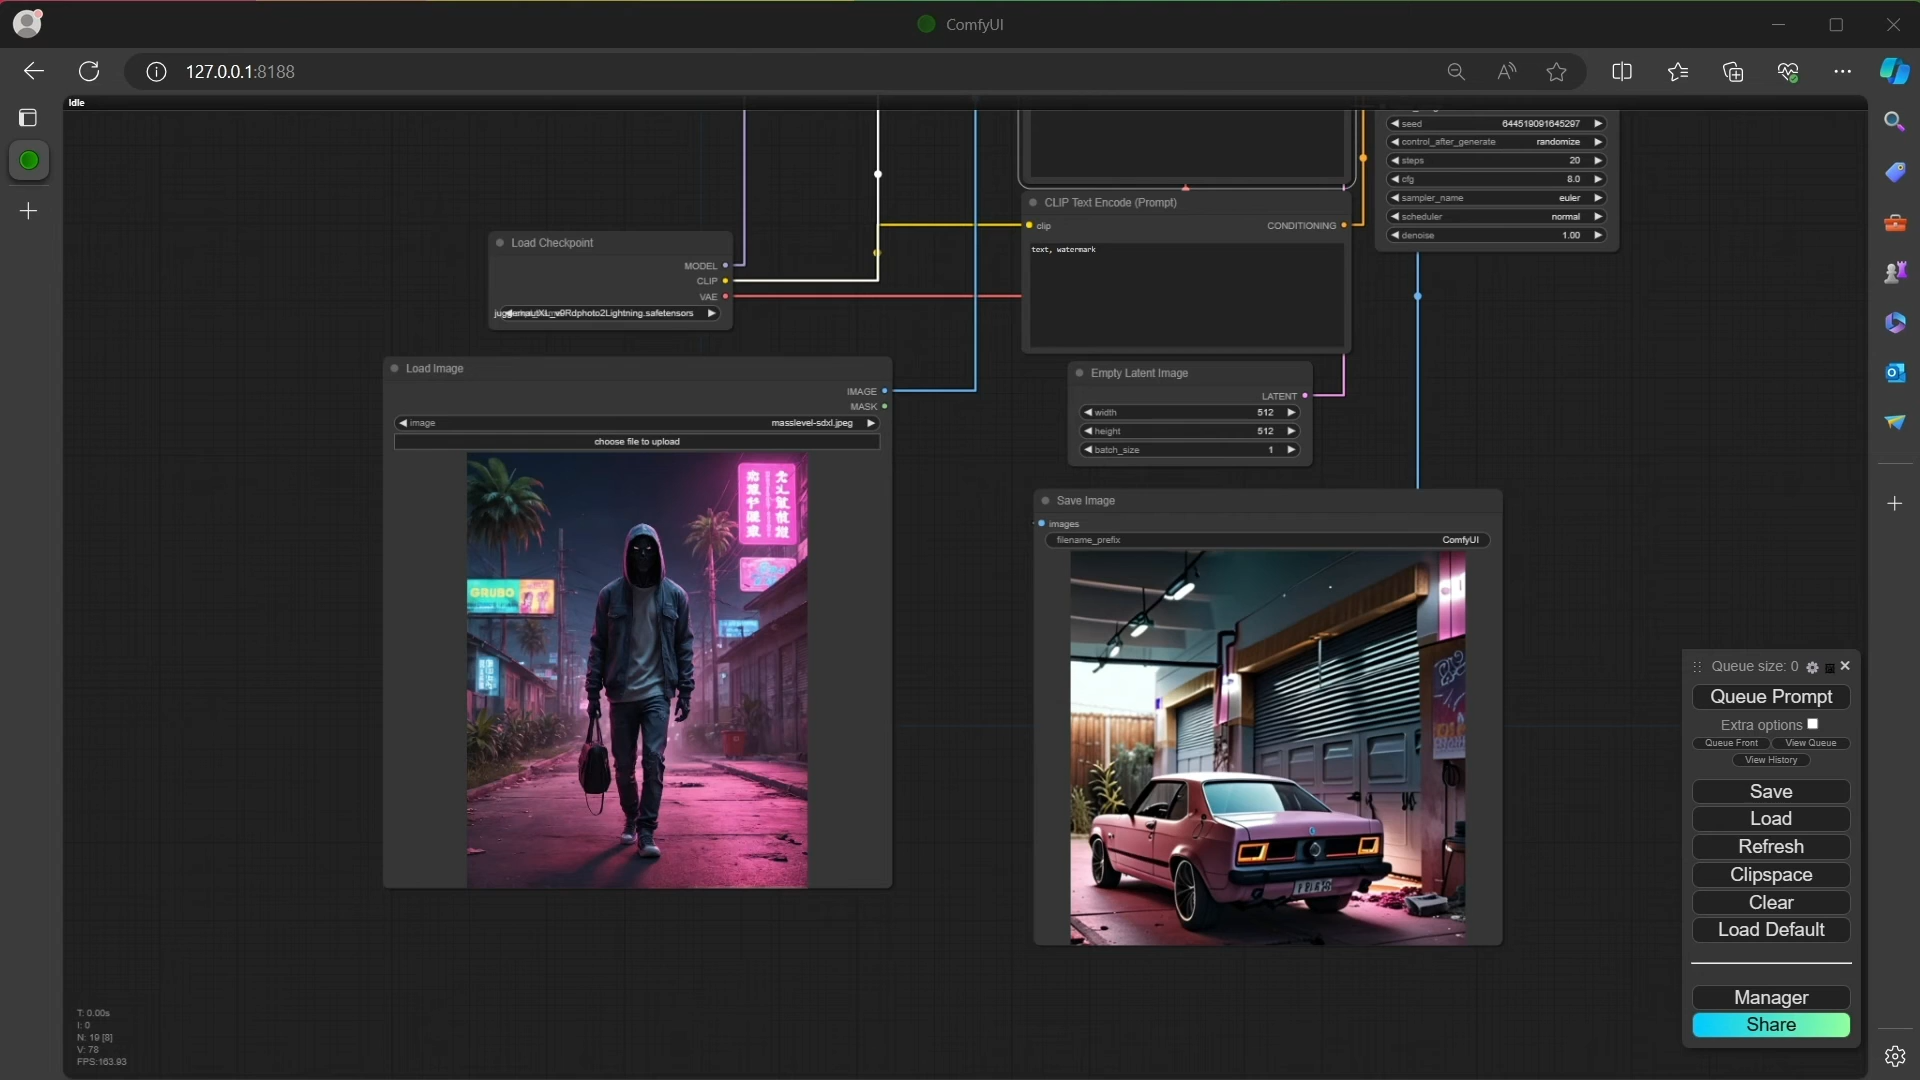 ComfyUI
127.0.0.1:8188
Idle
seed 644519091645297
control_after_generate randomize
steps 20
cfg 8.0
sampler_name euler
scheduler normal
denoise 1.00
CLIP Text Encode (Prompt)
clip CONDITIONING
text, watermark
Load Checkpoint
MODEL
CLIP
VAE
juggernautXL_v9Rdphoto2Lightning.safetensors
Load Image
IMAGE
MASK
image masslevel-sdxl.jpeg
choose file to upload
GRUBO
Empty Latent Image
LATENT
width 512
height 512
batch_size 1
Save Image
images
filename_prefix ComfyUI
Queue size: 0
Queue Prompt
Extra options
Queue Front View Queue
View History
Save
Load
Refresh
Clipspace
Clear
Load Default
Manager
Share
T: 0.00s
I: 0
N: 19 [8]
V: 78
FPS:163.93